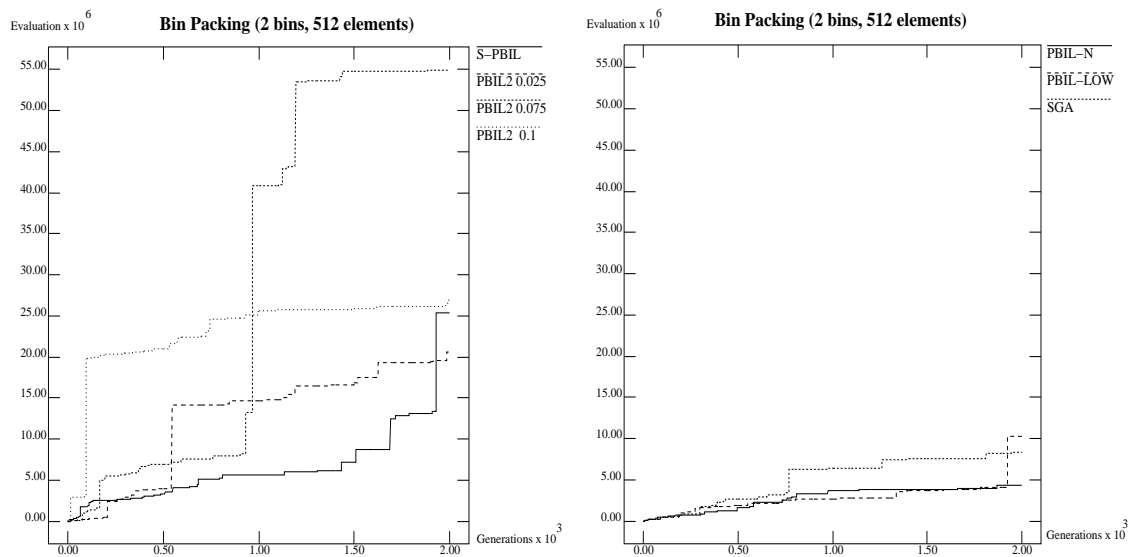 Evaluation x 10^6
Bin Packing (2 bins, 512 elements)
S-PBIL
PBIL2 0.025
PBIL2 0.075
PBIL2 0.1
55.00
50.00
45.00
40.00
35.00
30.00
25.00
20.00
15.00
10.00
5.00
0.00
0.00 0.50 1.00 1.50 2.00
Generations x 10^3
Evaluation x 10^6
Bin Packing (2 bins, 512 elements)
PBIL-N
PBIL-LOW
SGA
55.00
50.00
45.00
40.00
35.00
30.00
25.00
20.00
15.00
10.00
5.00
0.00
0.00 0.50 1.00 1.50 2.00
Generations x 10^3